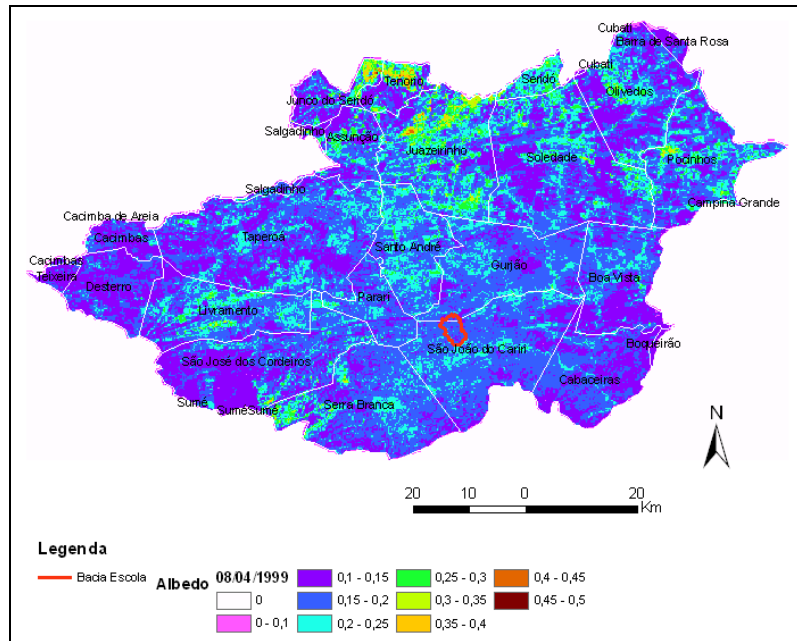 Cubati
Barra de Santa Rosa
Cubati
Tenorio
Seridó
Olivedos
Junco do Seridó
Salgadinho
Assunção
Juazeirinho
Soledade
Pocinhos
Salgadinho
Campina Grande
Cacimba de Areia
Cacimbas
Taperoá
Santo André
Gurjão
Cacimbas
Teixeira
Desterro
Boa Vista
Parari
Livramento
São João do Cariri
Boqueirão
São José dos Cordeiros
Cabaceiras
Sumé
SuméSumé
Serra Branca
N
20 10 0 20
Km
Legenda
Bacia Escola
Albedo 08/04/1999
0
0 - 0,1
0,1 - 0,15
0,15 - 0,2
0,2 - 0,25
0,25 - 0,3
0,3 - 0,35
0,35 - 0,4
0,4 - 0,45
0,45 - 0,5